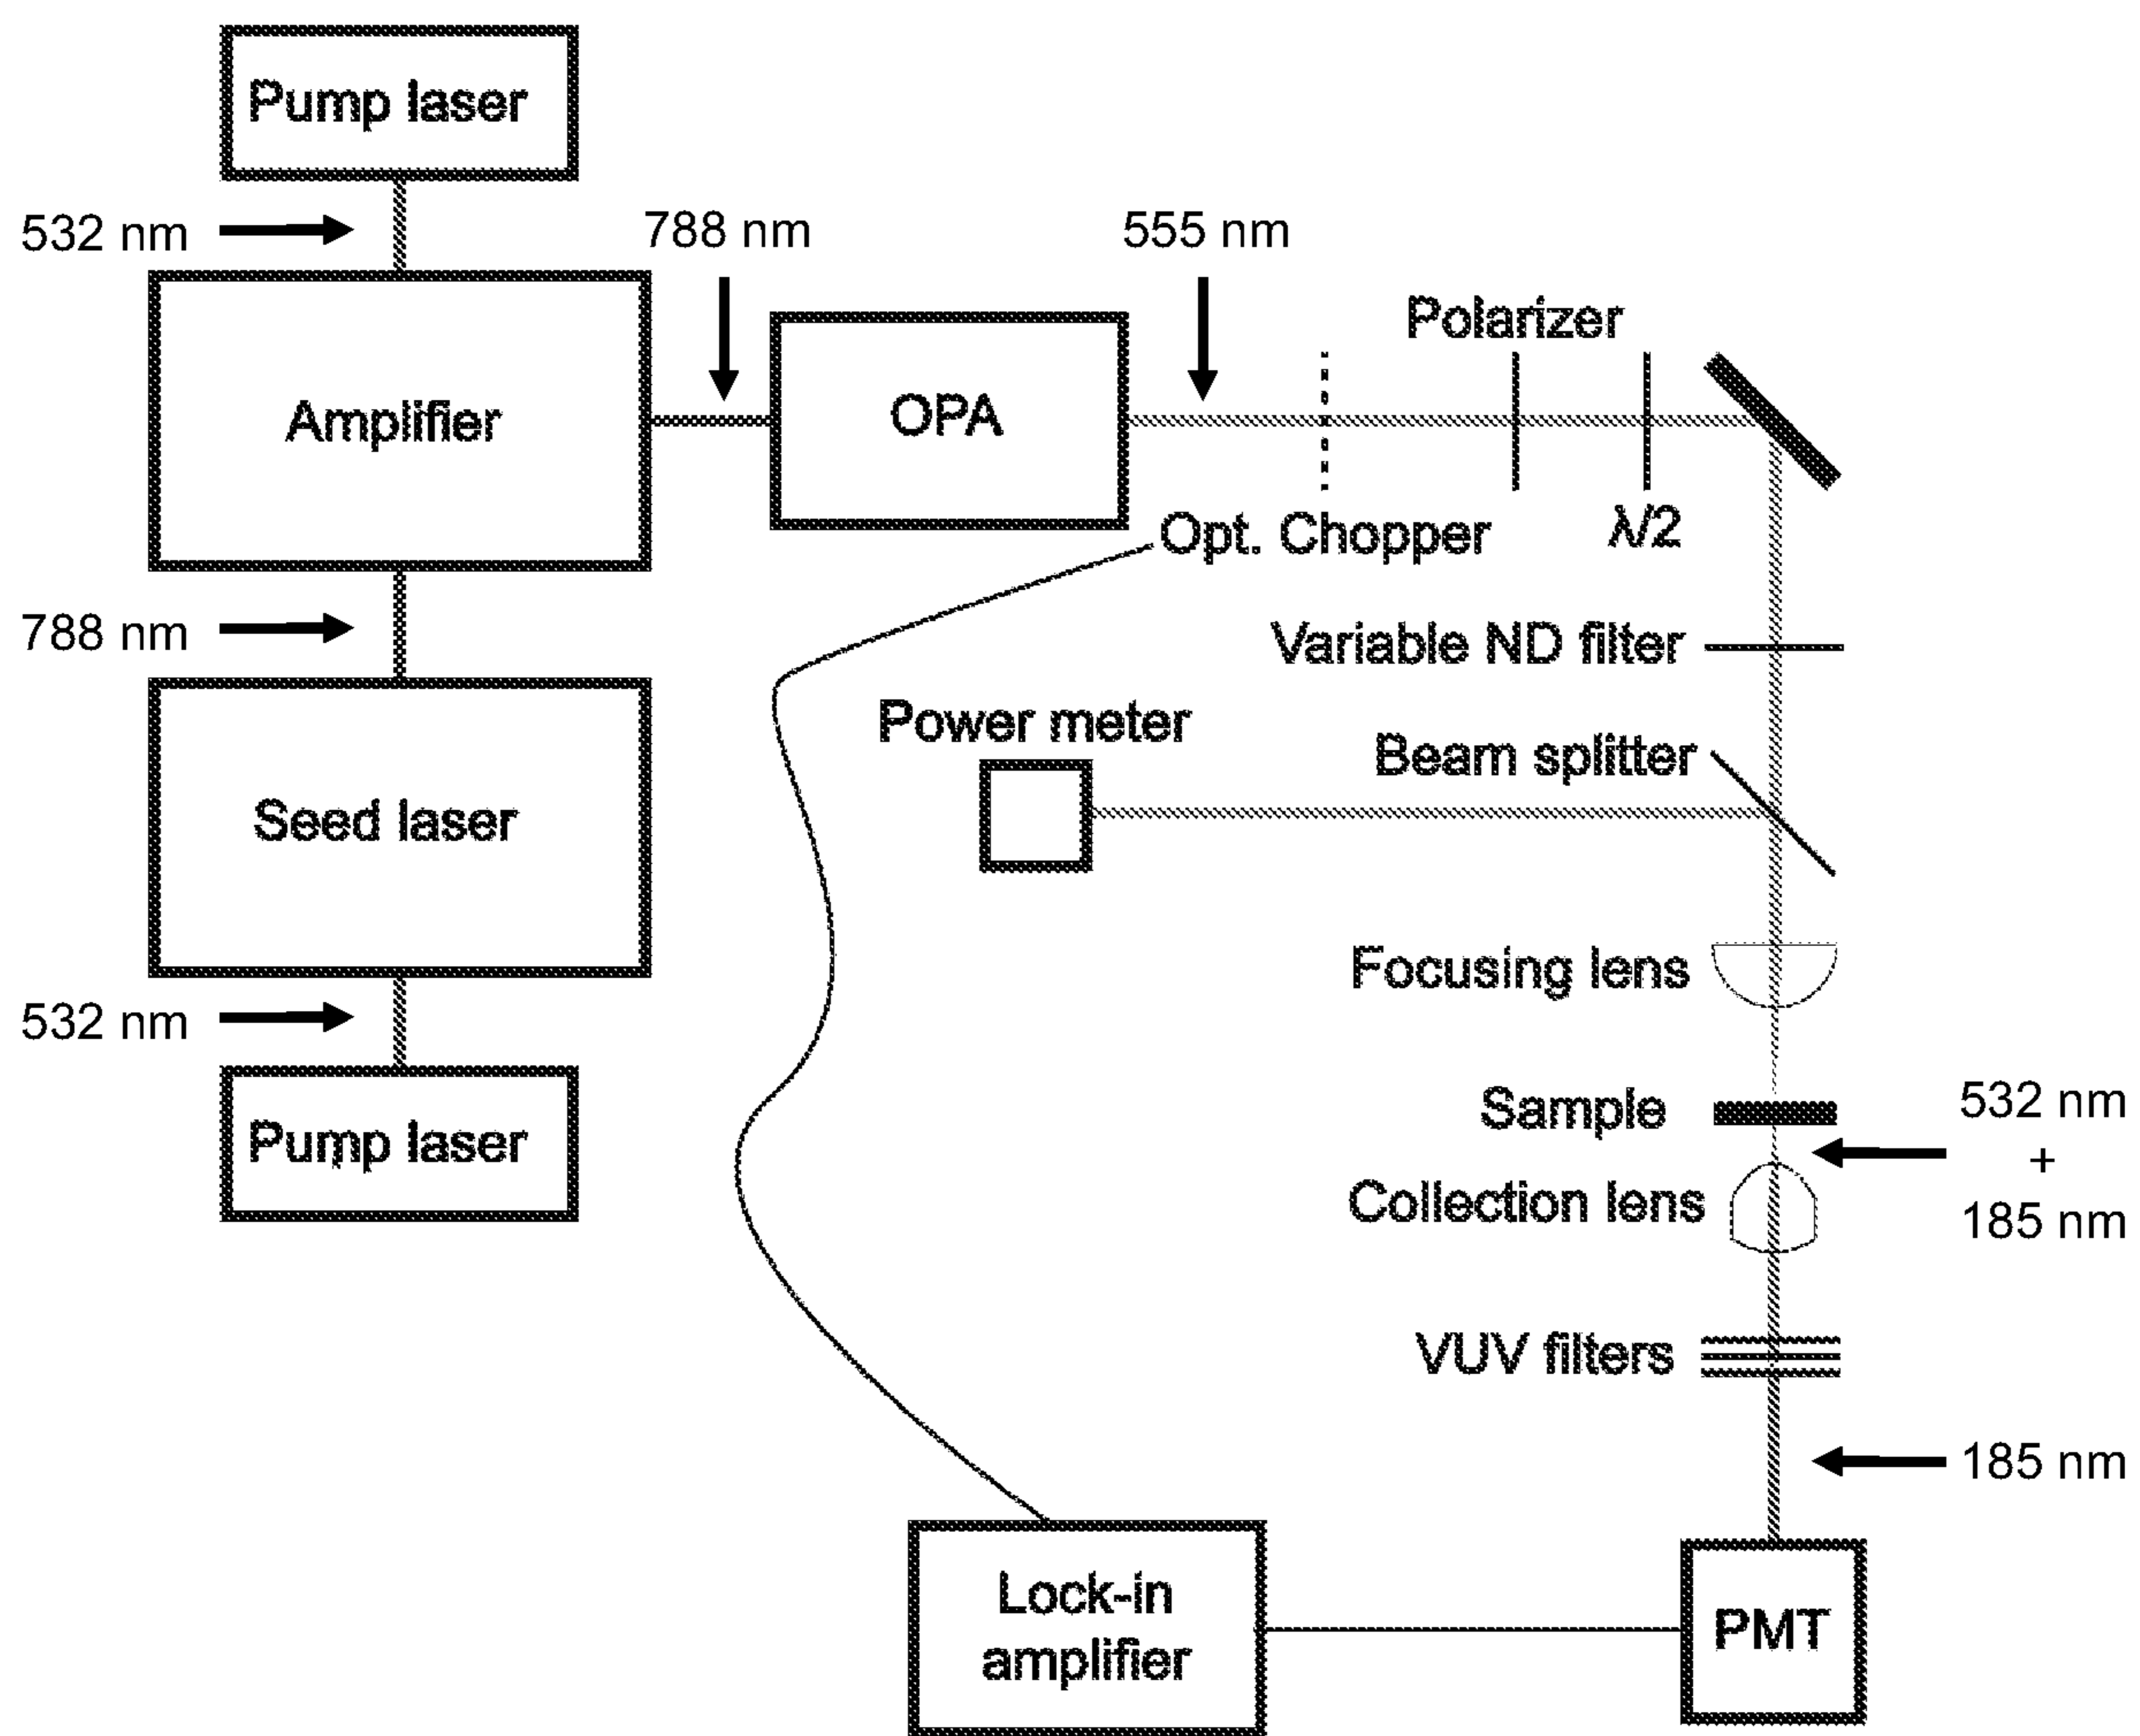 Pump laser
532 nm
788 nm
555 nm
Polarizer
Amplifier
OPA
Opt. Chopper
λ/2
788 nm
Variable ND filter
Power meter
Beam splitter
Seed laser
Focusing lens
532 nm
Sample
532 nm
+
185 nm
Pump laser
Collection lens
VUV filters
185 nm
Lock-in
amplifier
PMT